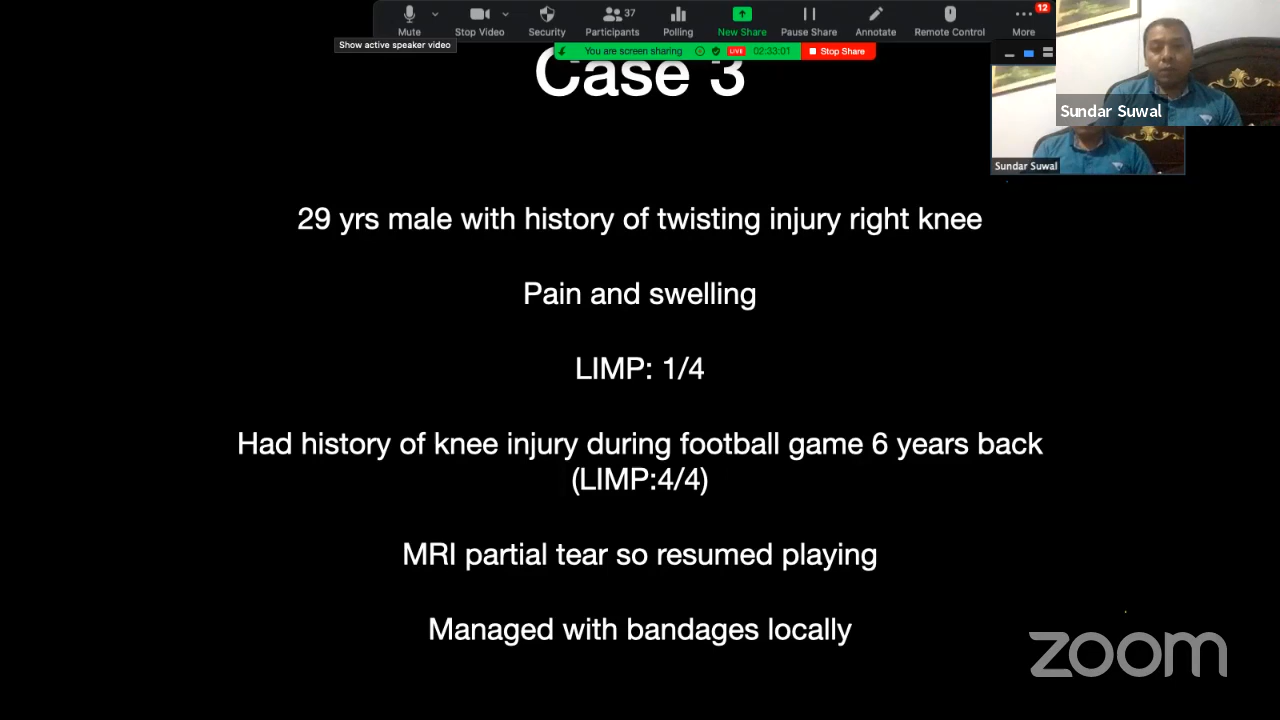 37
12
Mute
Stop Video
Security
Participants
Polling
New Share
Pause Share
Annotate
Remote Control
More
Show active speaker video
You are screen sharing
LIVE
02:33:01
Stop Share
Case 3
Sundar Suwal
Sundar Suwal
29 yrs male with history of twisting injury right knee
Pain and swelling
LIMP: 1/4
Had history of knee injury during football game 6 years back
(LIMP:4/4)
MRI partial tear so resumed playing
Managed with bandages locally
zoom